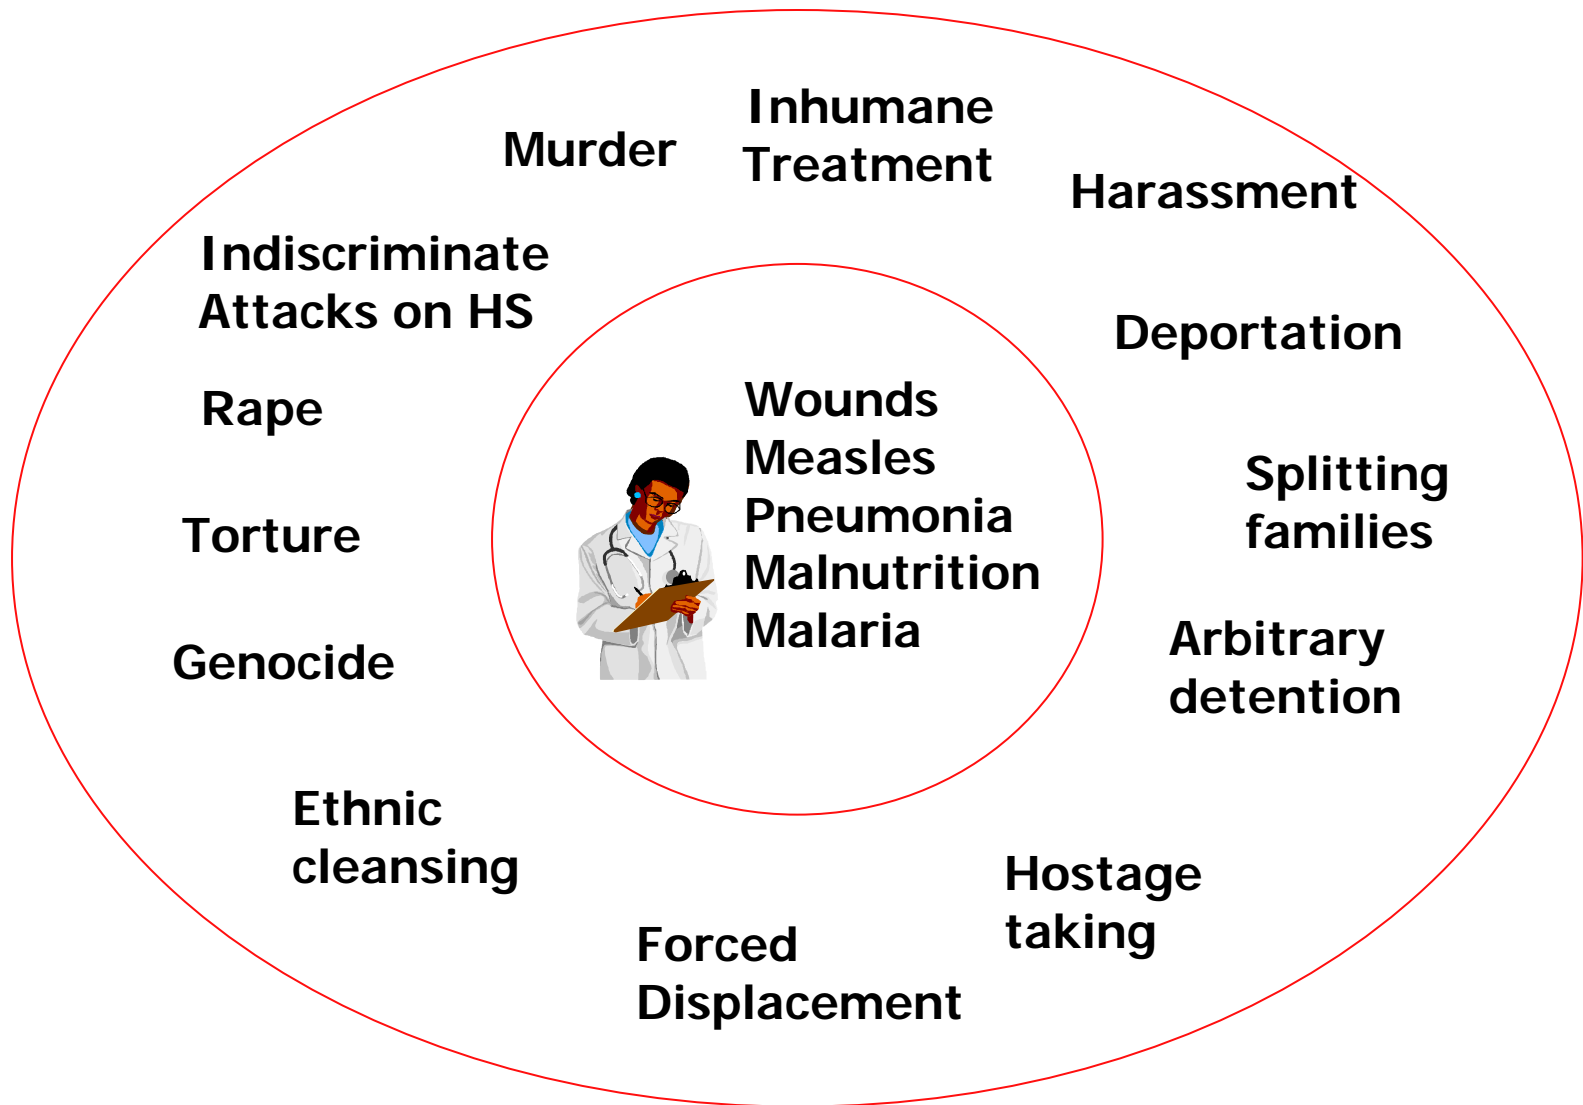 Murder
Inhumane
Treatment
Harassment
Indiscriminate
Attacks on HS
Deportation
Rape
Wounds
Measles
Pneumonia
Malnutrition
Malaria
Splitting
families
Torture
Genocide
Arbitrary
detention
Ethnic
cleansing
Hostage
taking
Forced
Displacement